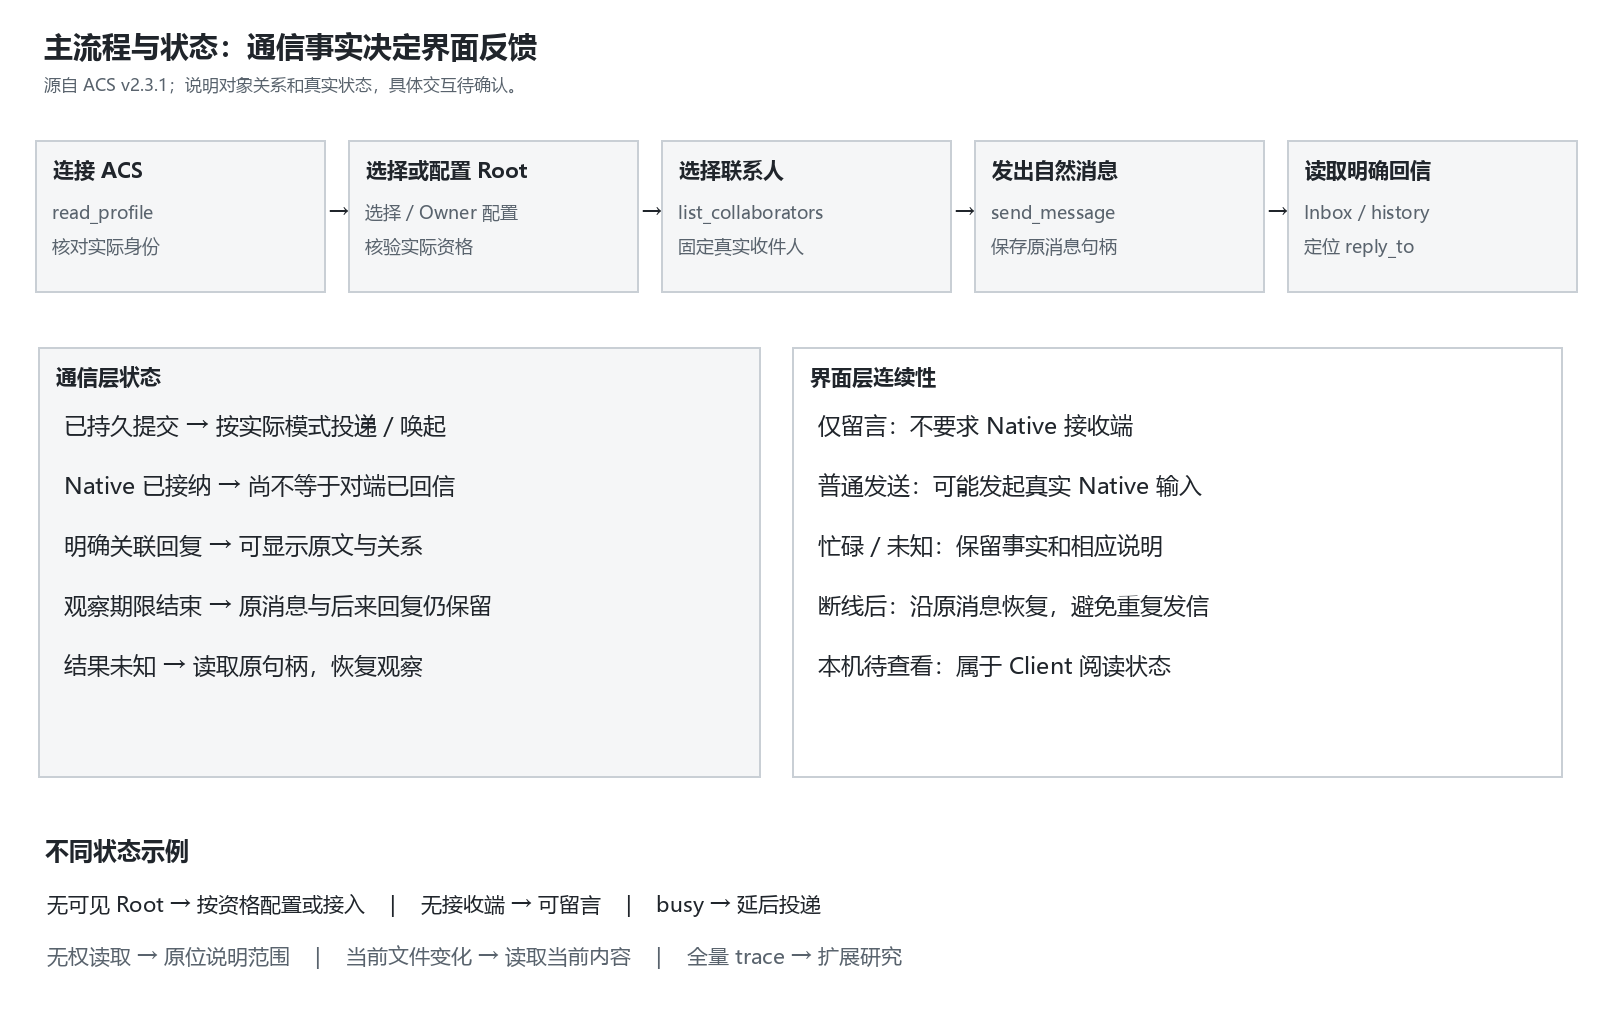 主流程与状态：通信事实决定界面反馈
源自 ACS v2.3.1；说明对象关系和真实状态，具体交互待确认。
连接 ACS
read_profile
核对实际身份
→
选择或配置 Root
选择 / Owner 配置
核验实际资格
→
选择联系人
list_collaborators
固定真实收件人
→
发出自然消息
send_message
保存原消息句柄
→
读取明确回信
Inbox / history
定位 reply_to
通信层状态
已持久提交 → 按实际模式投递 / 唤起
Native 已接纳 → 尚不等于对端已回信
明确关联回复 → 可显示原文与关系
观察期限结束 → 原消息与后来回复仍保留
结果未知 → 读取原句柄，恢复观察
界面层连续性
仅留言：不要求 Native 接收端
普通发送：可能发起真实 Native 输入
忙碌 / 未知：保留事实和相应说明
断线后：沿原消息恢复，避免重复发信
本机待查看：属于 Client 阅读状态
不同状态示例
无可见 Root → 按资格配置或接入 | 无接收端 → 可留言 | busy → 延后投递
无权读取 → 原位说明范围 | 当前文件变化 → 读取当前内容 | 全量 trace → 扩展研究